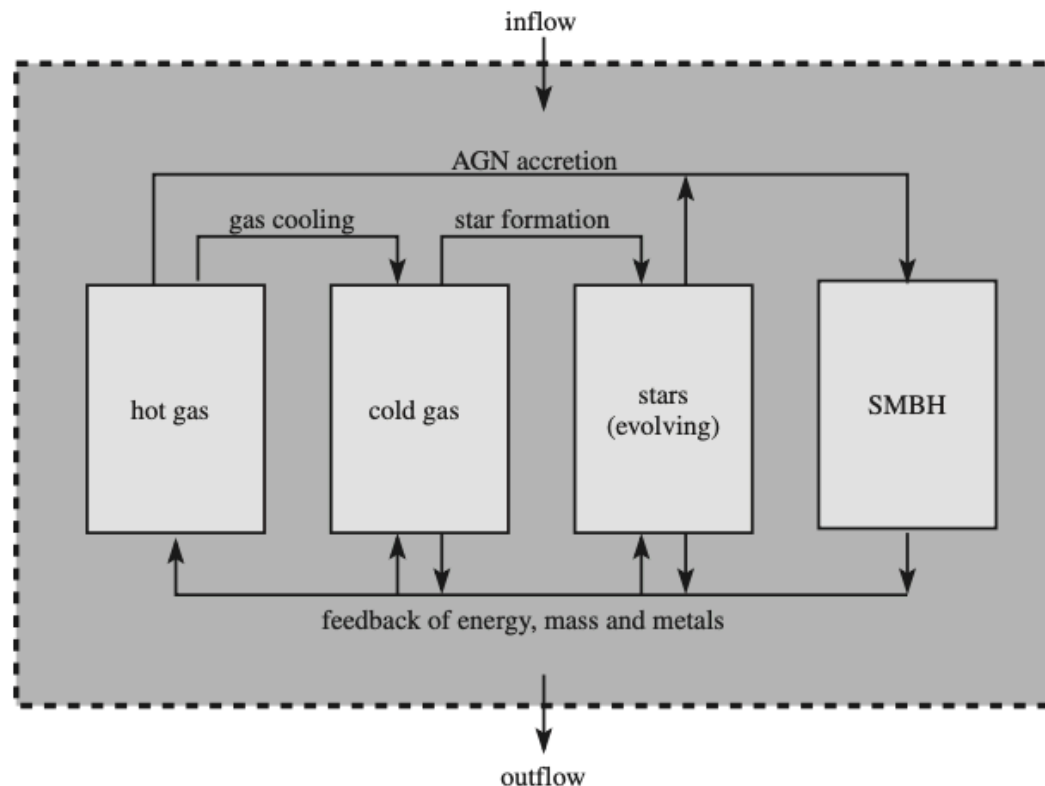 inflow
AGN accretion
gas cooling
star formation
hot gas
cold gas
stars
(evolving)
SMBH
feedback of energy, mass and metals
outflow